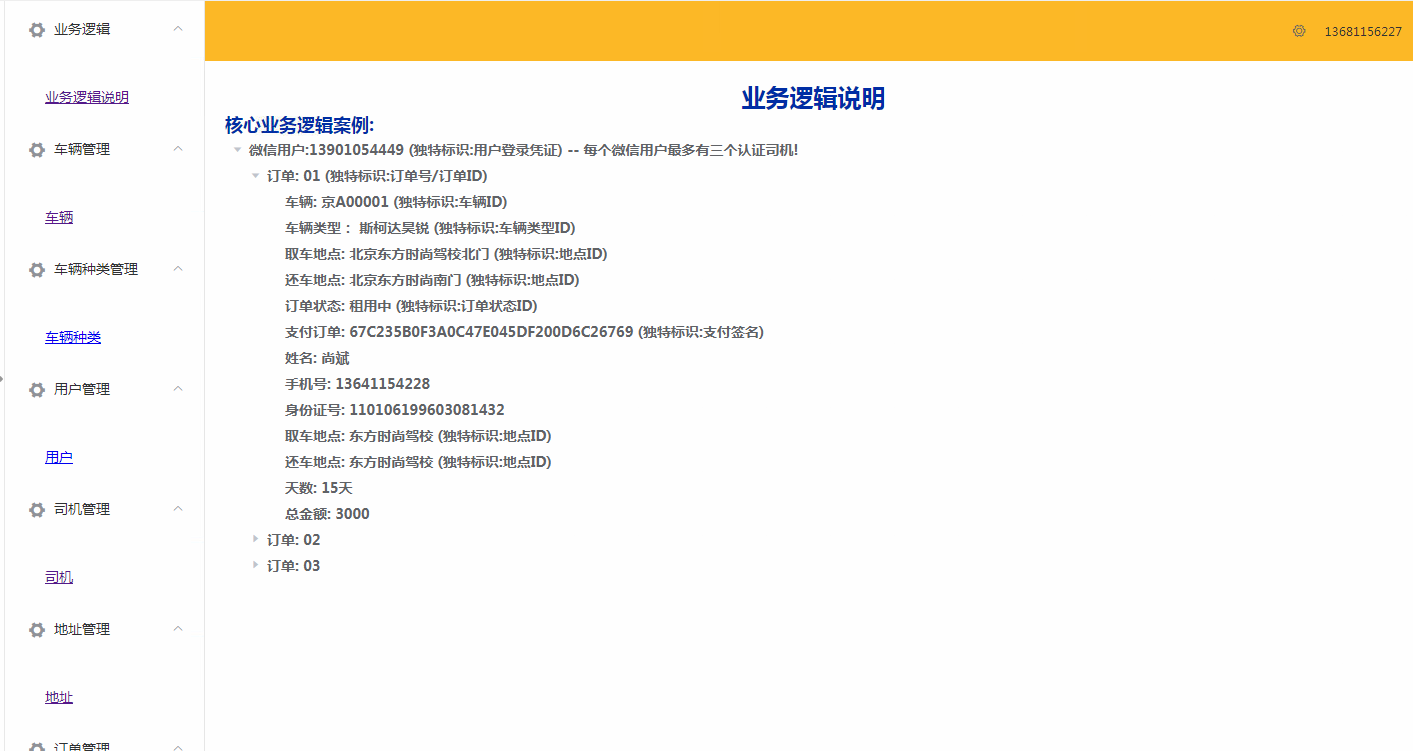 业务逻辑
业务逻辑说明
车辆管理
车辆
车辆种类管理
车辆种类
用户管理
用户
司机管理
司机
地址管理
地址
订单管理
13681156227
业务逻辑说明
核心业务逻辑案例:
微信用户:13901054449 (独特标识:用户登录凭证) -- 每个微信用户最多有三个认证司机!
订单: 01 (独特标识:订单号/订单ID)
车辆: 京A00001 (独特标识:车辆ID)
车辆类型 : 斯柯达昊锐 (独特标识:车辆类型ID)
取车地点: 北京东方时尚驾校北门 (独特标识:地点ID)
还车地点: 北京东方时尚南门 (独特标识:地点ID)
订单状态: 租用中 (独特标识:订单状态ID)
支付订单: 67C235B0F3A0C47E045DF200D6C26769 (独特标识:支付签名)
姓名: 尚斌
手机号: 13641154228
身份证号: 110106199603081432
取车地点: 东方时尚驾校 (独特标识:地点ID)
还车地点: 东方时尚驾校 (独特标识:地点ID)
天数: 15天
总金额: 3000
订单: 02
订单: 03